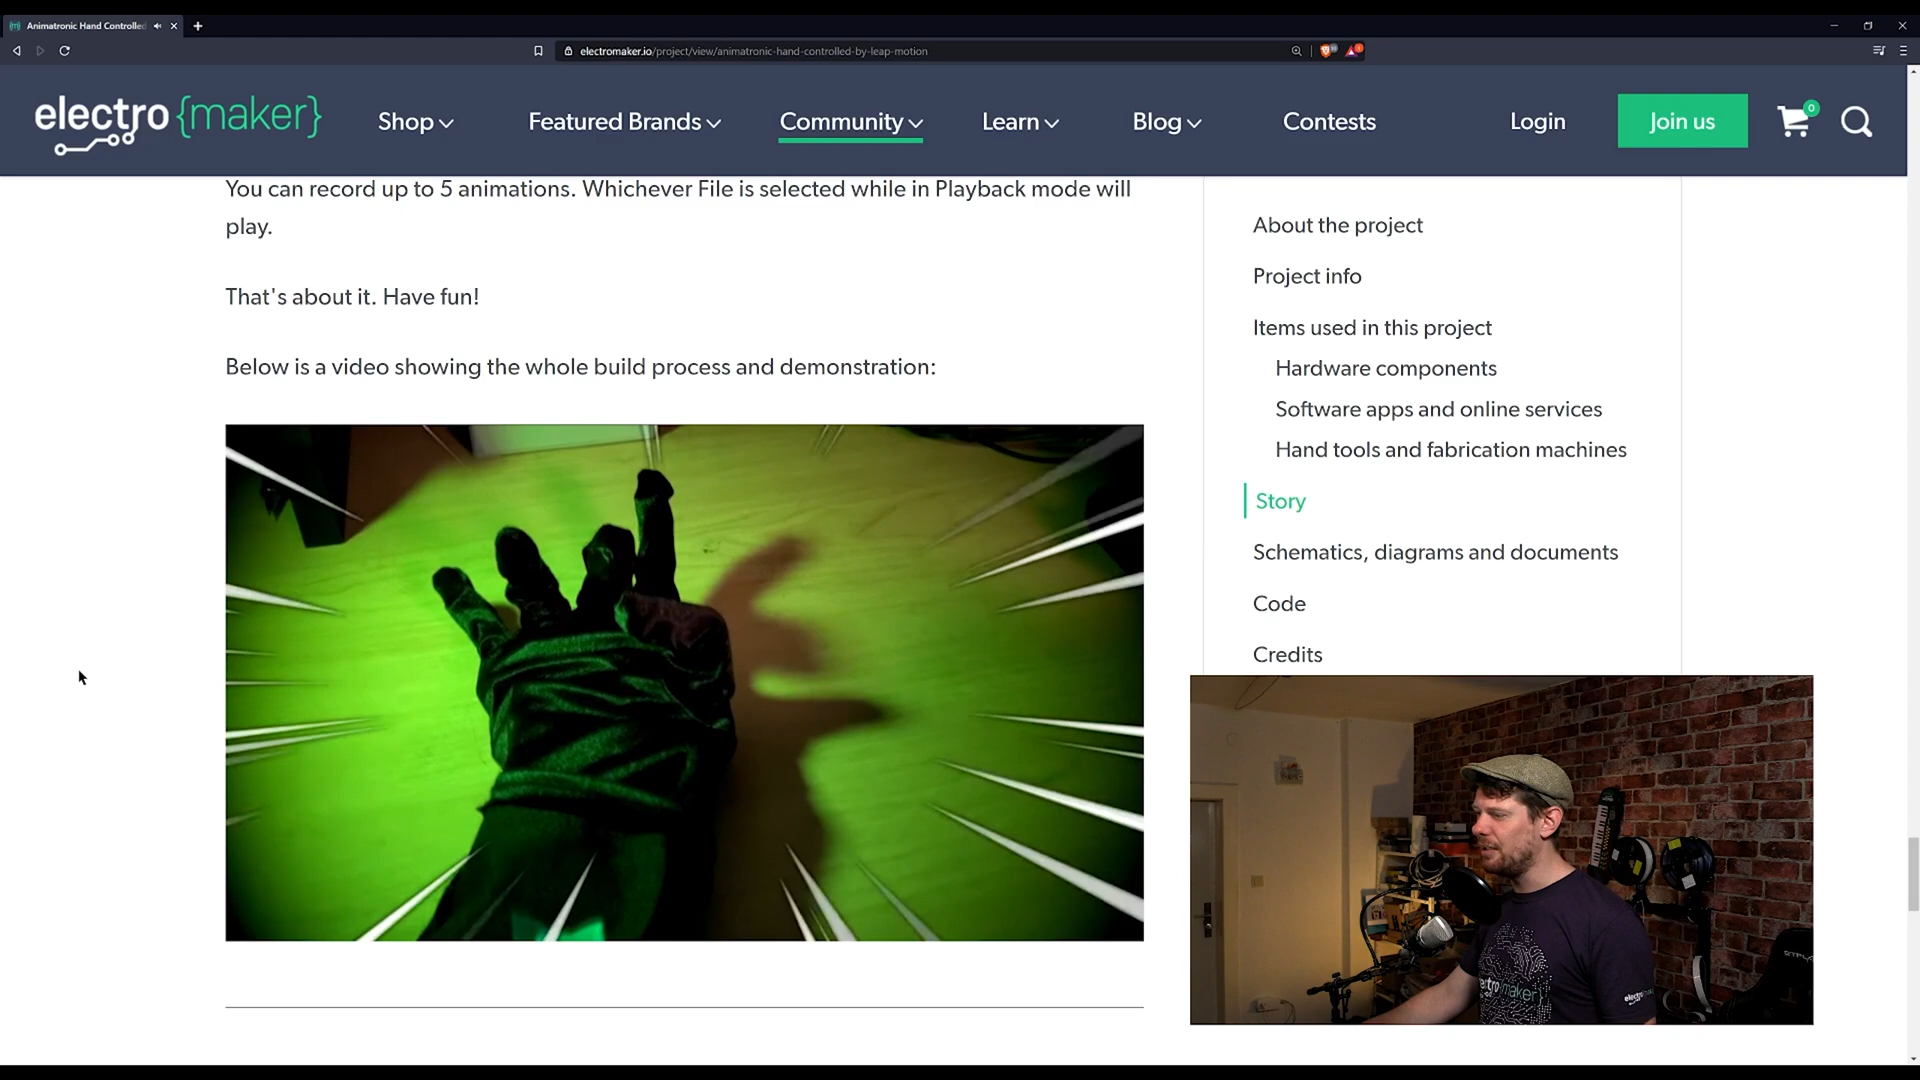 Animatronic Hand Controlled
electromaker.io/project/view/animatronic-hand-controlled-by-leap-motion
electro{maker}
Shop
Featured Brands
Community
Learn
Blog
Contests
Login
Join us
0
You can record up to 5 animations. Whichever File is selected while in Playback mode will
play.
That's about it. Have fun!
Below is a video showing the whole build process and demonstration:
About the project
Project info
Items used in this project
Hardware components
Software apps and online services
Hand tools and fabrication machines
Story
Schematics, diagrams and documents
Code
Credits